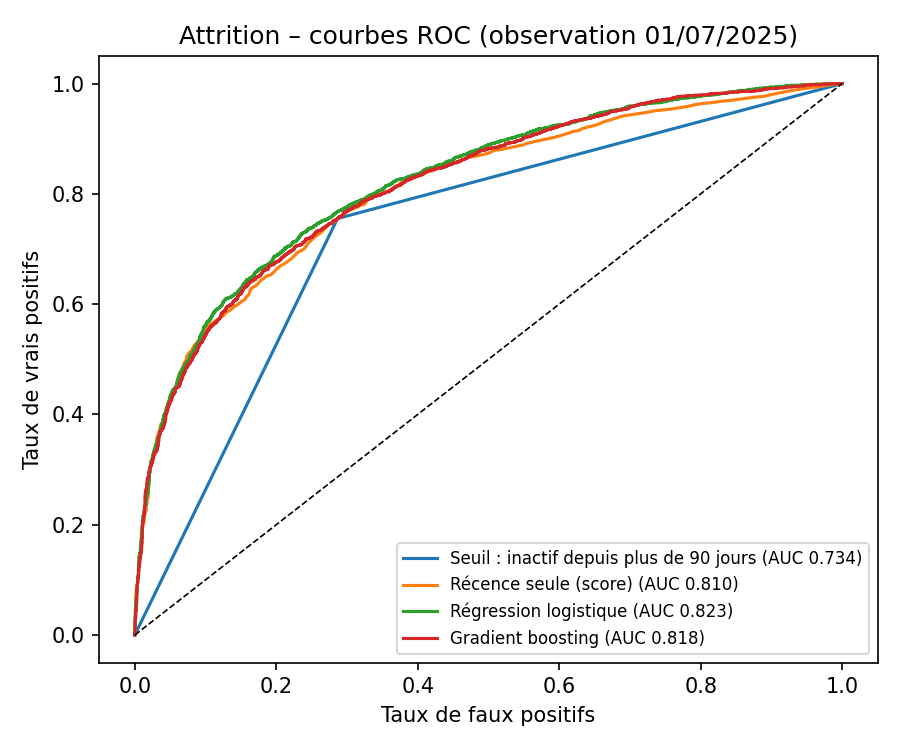 Attrition – courbes ROC (observation 01/07/2025)
Taux de vrais positifs
1.0
0.8
0.6
0.4
0.2
0.0
0.0 0.2 0.4 0.6 0.8 1.0
Taux de faux positifs
Seuil : inactif depuis plus de 90 jours (AUC 0.734)
Récence seule (score) (AUC 0.810)
Régression logistique (AUC 0.823)
Gradient boosting (AUC 0.818)